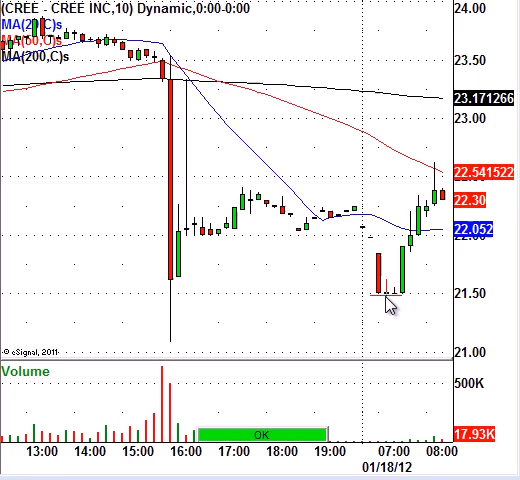 (CREE - CREE INC,10) Dynamic,0:00-0:00
MA(20,C)s
MA(50,C)s
MA(200,C)s
24.00
23.50
23.171266
23.00
22.541522
22.30
22.052
22.00
21.50
21.00
© eSignal, 2011
Volume
500K
17.93K
OK
13:00 14:00 15:00 16:00 17:00 18:00 19:00 07:00 08:00
01/18/12